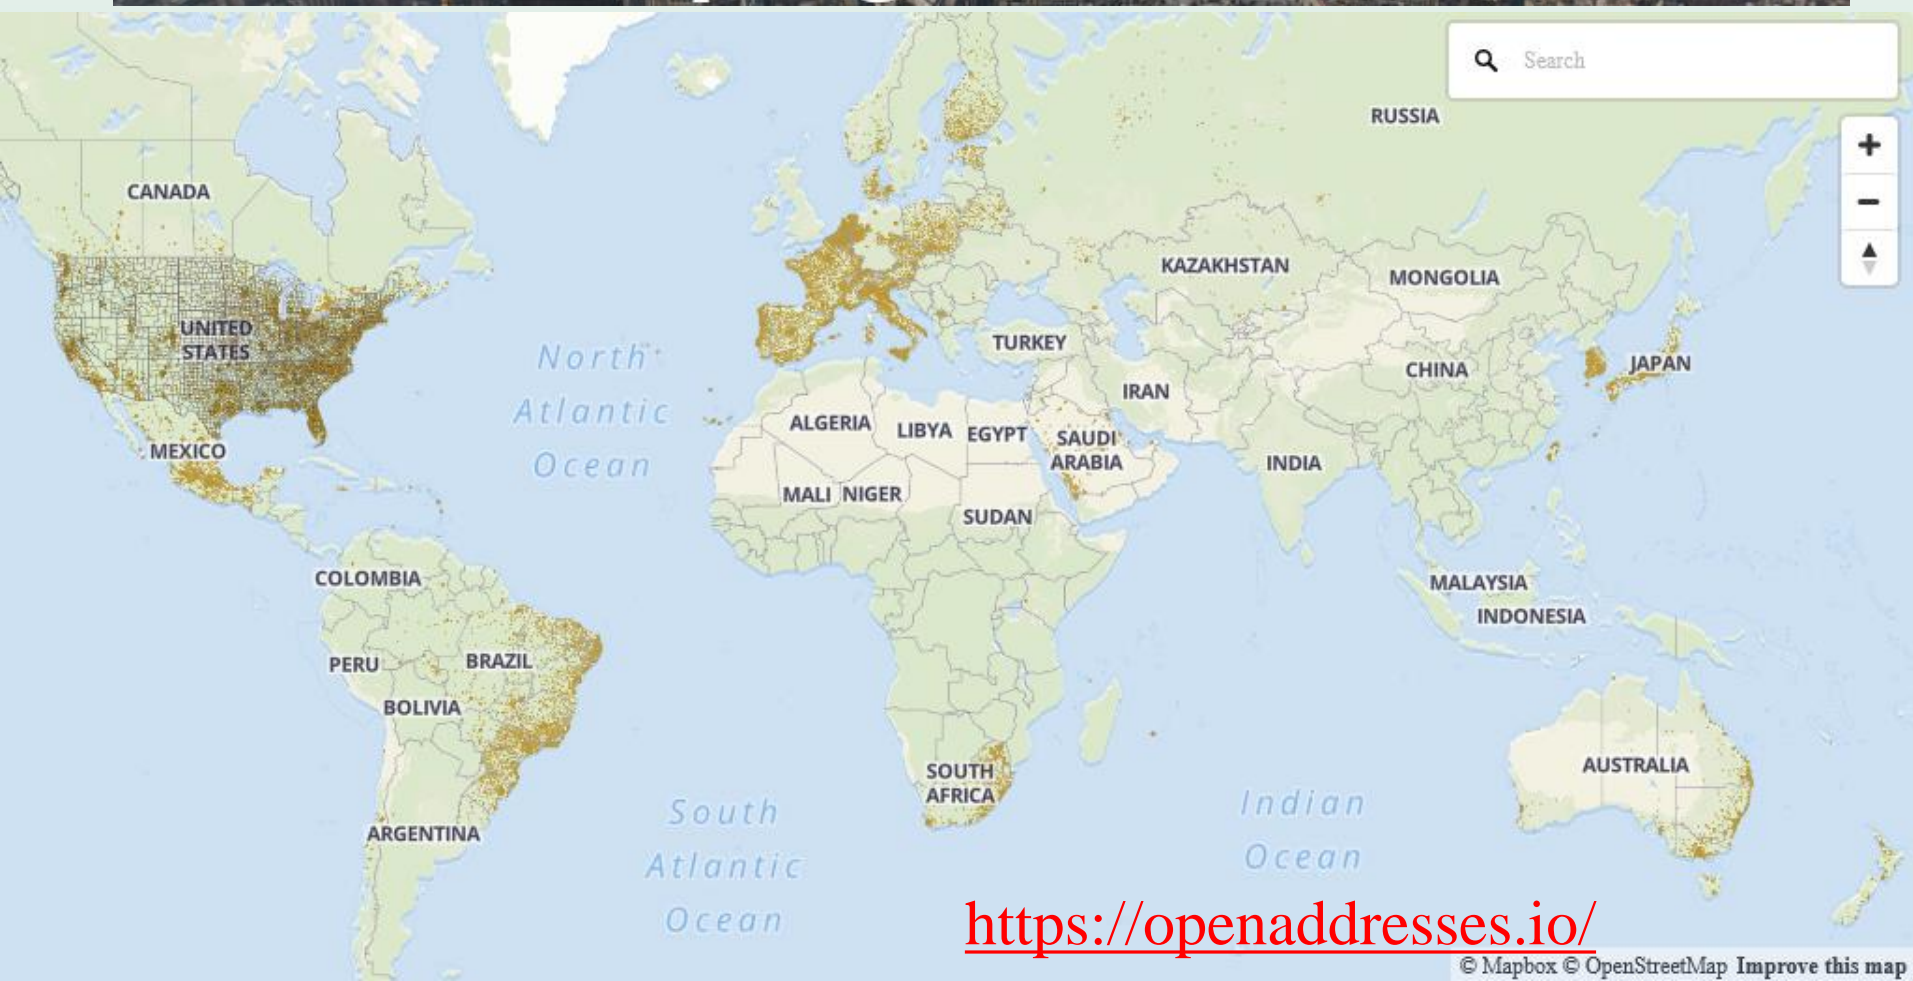 Search
RUSSIA
CANADA
KAZAKHSTAN
MONGOLIA
UNITED
STATES
North
Atlantic
Ocean
TURKEY
CHINA
JAPAN
IRAN
ALGERIA
LIBYA
EGYPT
SAUDI
ARABIA
MEXICO
INDIA
MALI
NIGER
SUDAN
COLOMBIA
MALAYSIA
INDONESIA
PERU
BRAZIL
BOLIVIA
SOUTH
AFRICA
AUSTRALIA
ARGENTINA
South
Atlantic
Ocean
Indian
Ocean
https://openaddresses.io/
© Mapbox © OpenStreetMap Improve this map